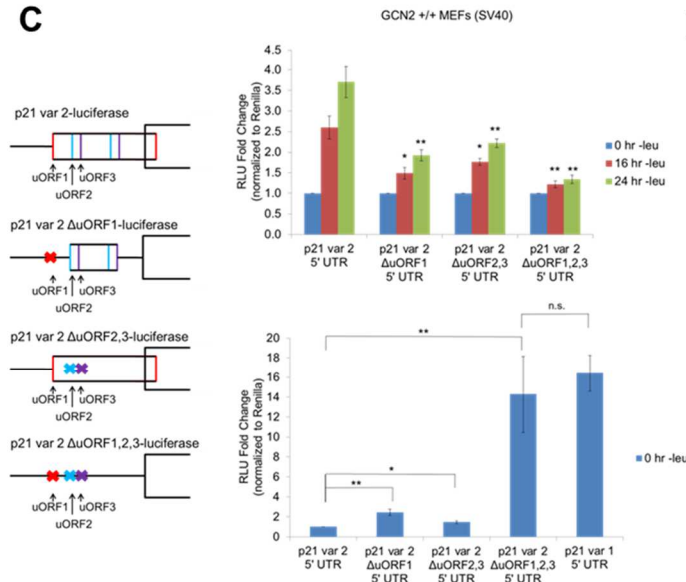 C
GCN2 +/+ MEFs (SV40)
p21 var 2-luciferase
uORF1
uORF3
uORF2
p21 var 2 ΔuORF1-luciferase
uORF1
uORF3
uORF2
p21 var 2 ΔuORF2,3-luciferase
uORF1
uORF3
uORF2
p21 var 2 ΔuORF1,2,3-luciferase
uORF1
uORF3
uORF2
RLU Fold Change
(normalized to Renilla)
4.5
4.0
3.5
3.0
2.5
2.0
1.5
1.0
0.5
0.0
* ** * ** ** **
0 hr -leu
16 hr -leu
24 hr -leu
p21 var 2
5' UTR
p21 var 2
ΔuORF1
5' UTR
p21 var 2
ΔuORF2,3
5' UTR
p21 var 2
ΔuORF1,2,3
5' UTR
RLU Fold Change
(normalized to Renilla)
20
18
16
14
12
10
8
6
4
2
0
n.s.
**
*
**
0 hr -leu
p21 var 2
5' UTR
p21 var 2
ΔuORF1
5' UTR
p21 var 2
ΔuORF2,3
5' UTR
p21 var 2
ΔuORF1,2,3
5' UTR
p21 var 1
5' UTR